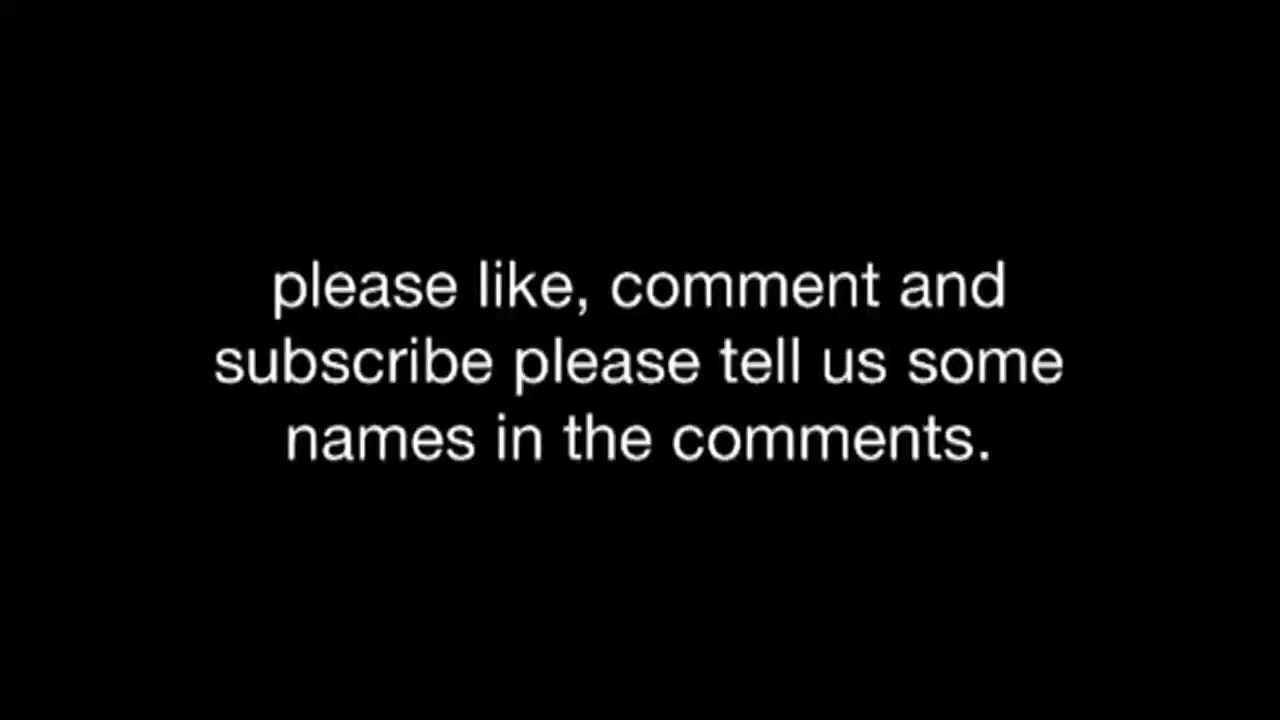 please like, comment and
subscribe please tell us some
names in the comments.